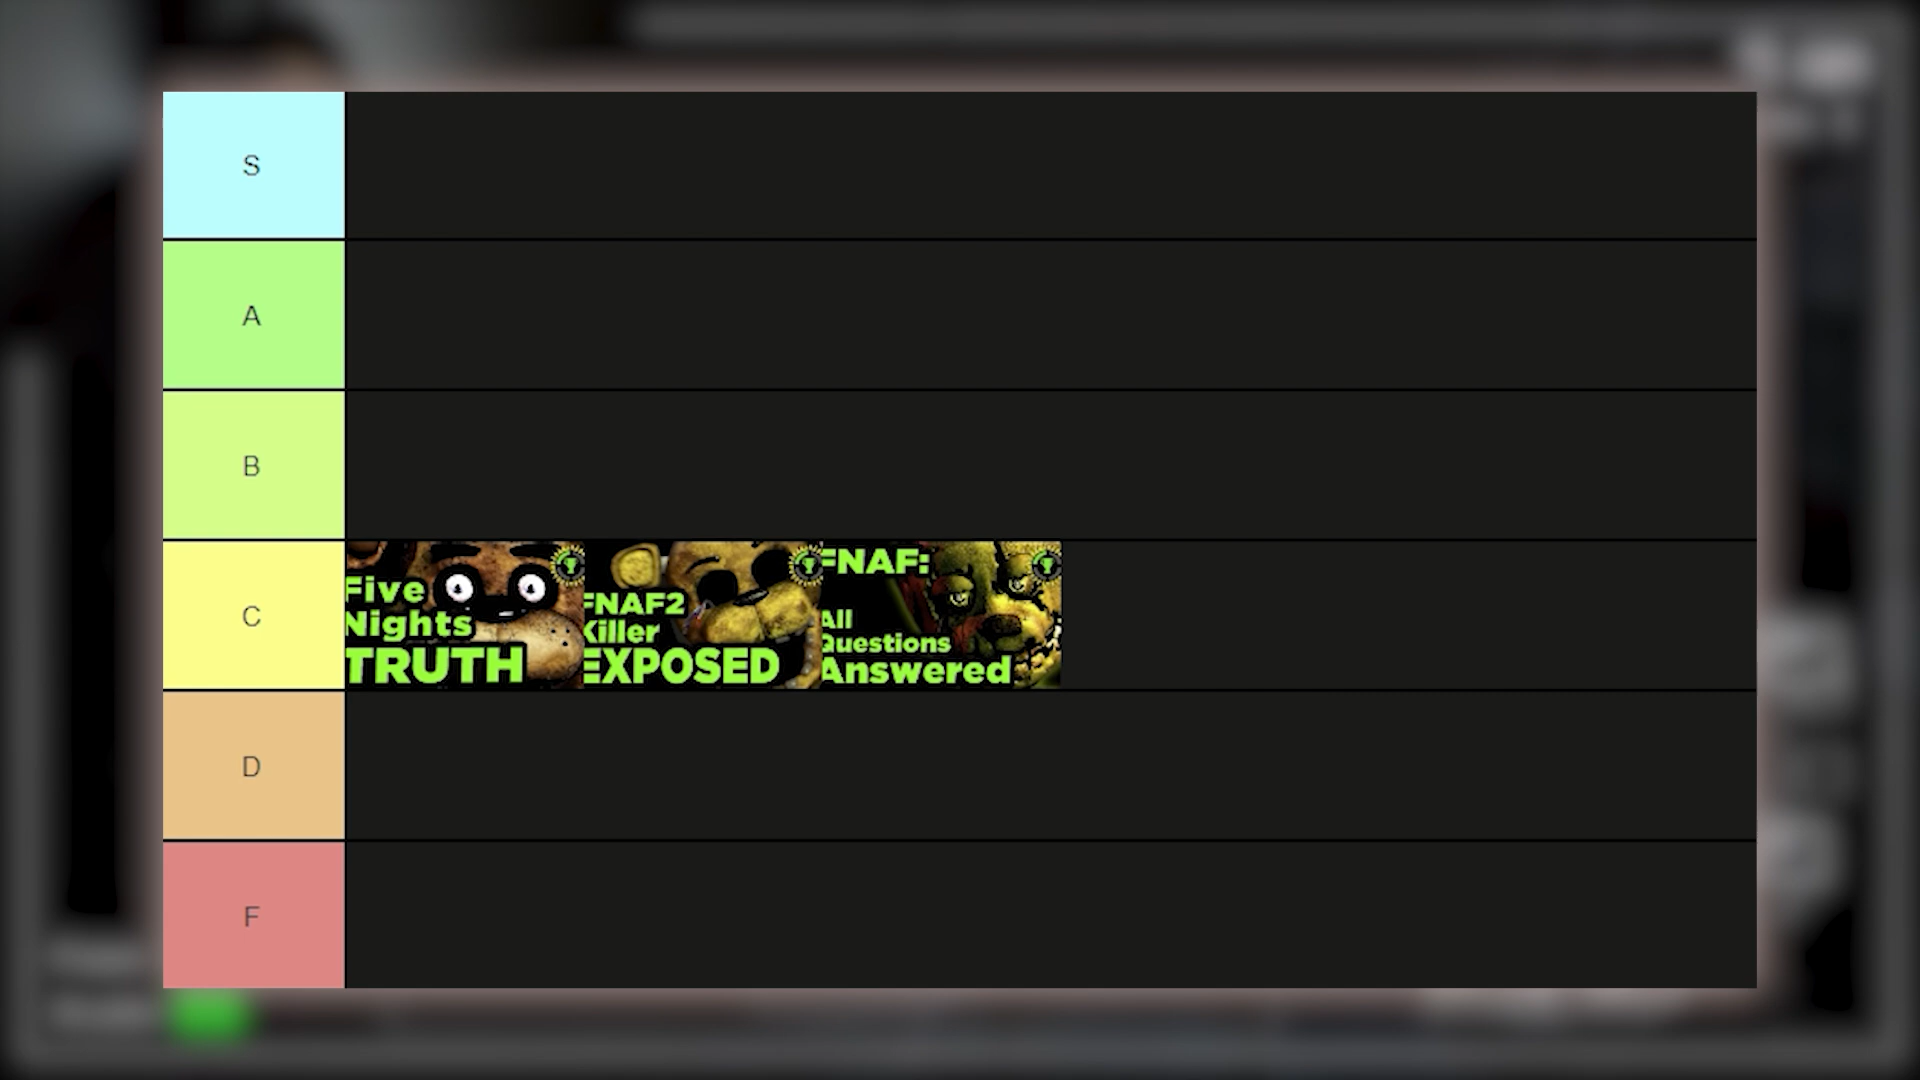 S
A
B
C
Five
Nights
TRUTH
FNAF2
Killer
EXPOSED
FNAF:
All
Questions
Answered
D
F